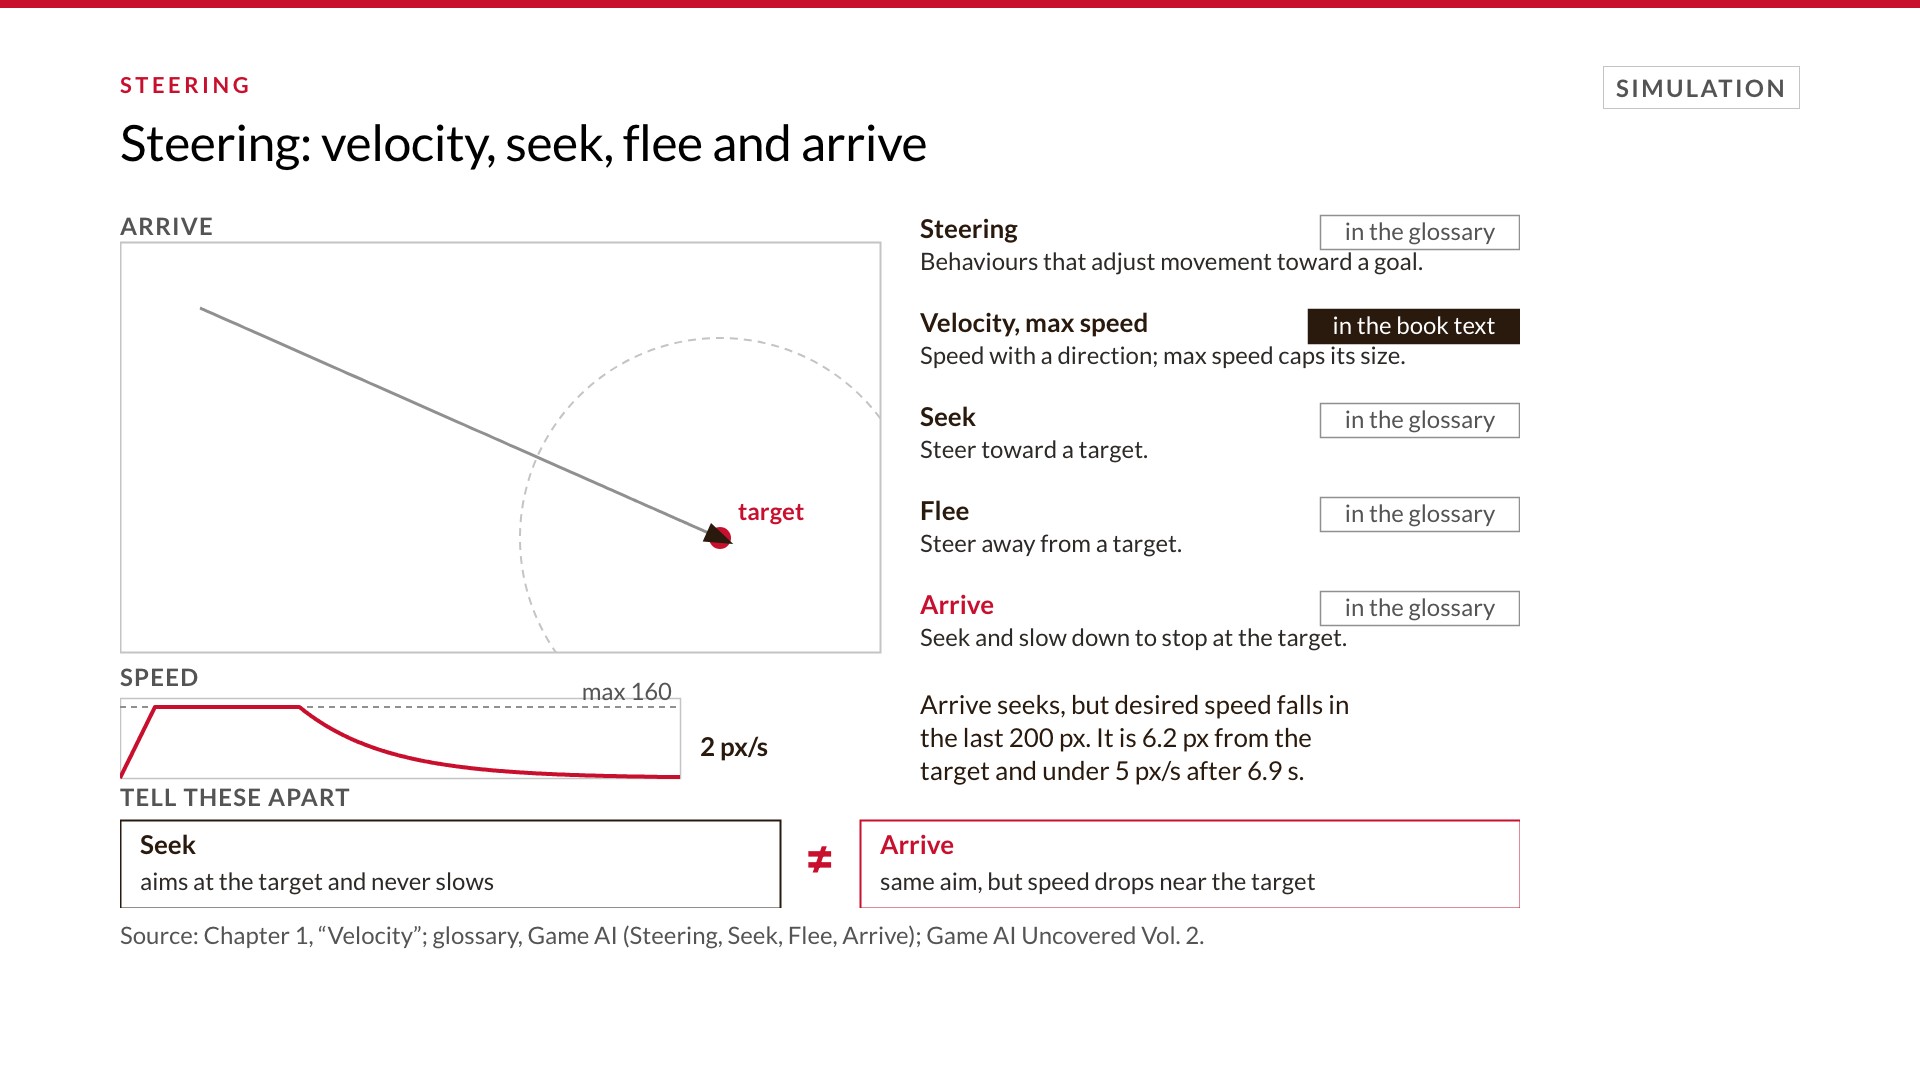 STEERING
SIMULATION
Steering: velocity, seek, flee and arrive
ARRIVE
target
SPEED
max 160
2 px/s
Steering
in the glossary
Behaviours that adjust movement toward a goal.
Velocity, max speed
in the book text
Speed with a direction; max speed caps its size.
Seek
in the glossary
Steer toward a target.
Flee
in the glossary
Steer away from a target.
Arrive
in the glossary
Seek and slow down to stop at the target.
Arrive seeks, but desired speed falls in
the last 200 px. It is 6.2 px from the
target and under 5 px/s after 6.9 s.
TELL THESE APART
Seek
aims at the target and never slows
≠
Arrive
same aim, but speed drops near the target
Source: Chapter 1, “Velocity”; glossary, Game AI (Steering, Seek, Flee, Arrive); Game AI Uncovered Vol. 2.